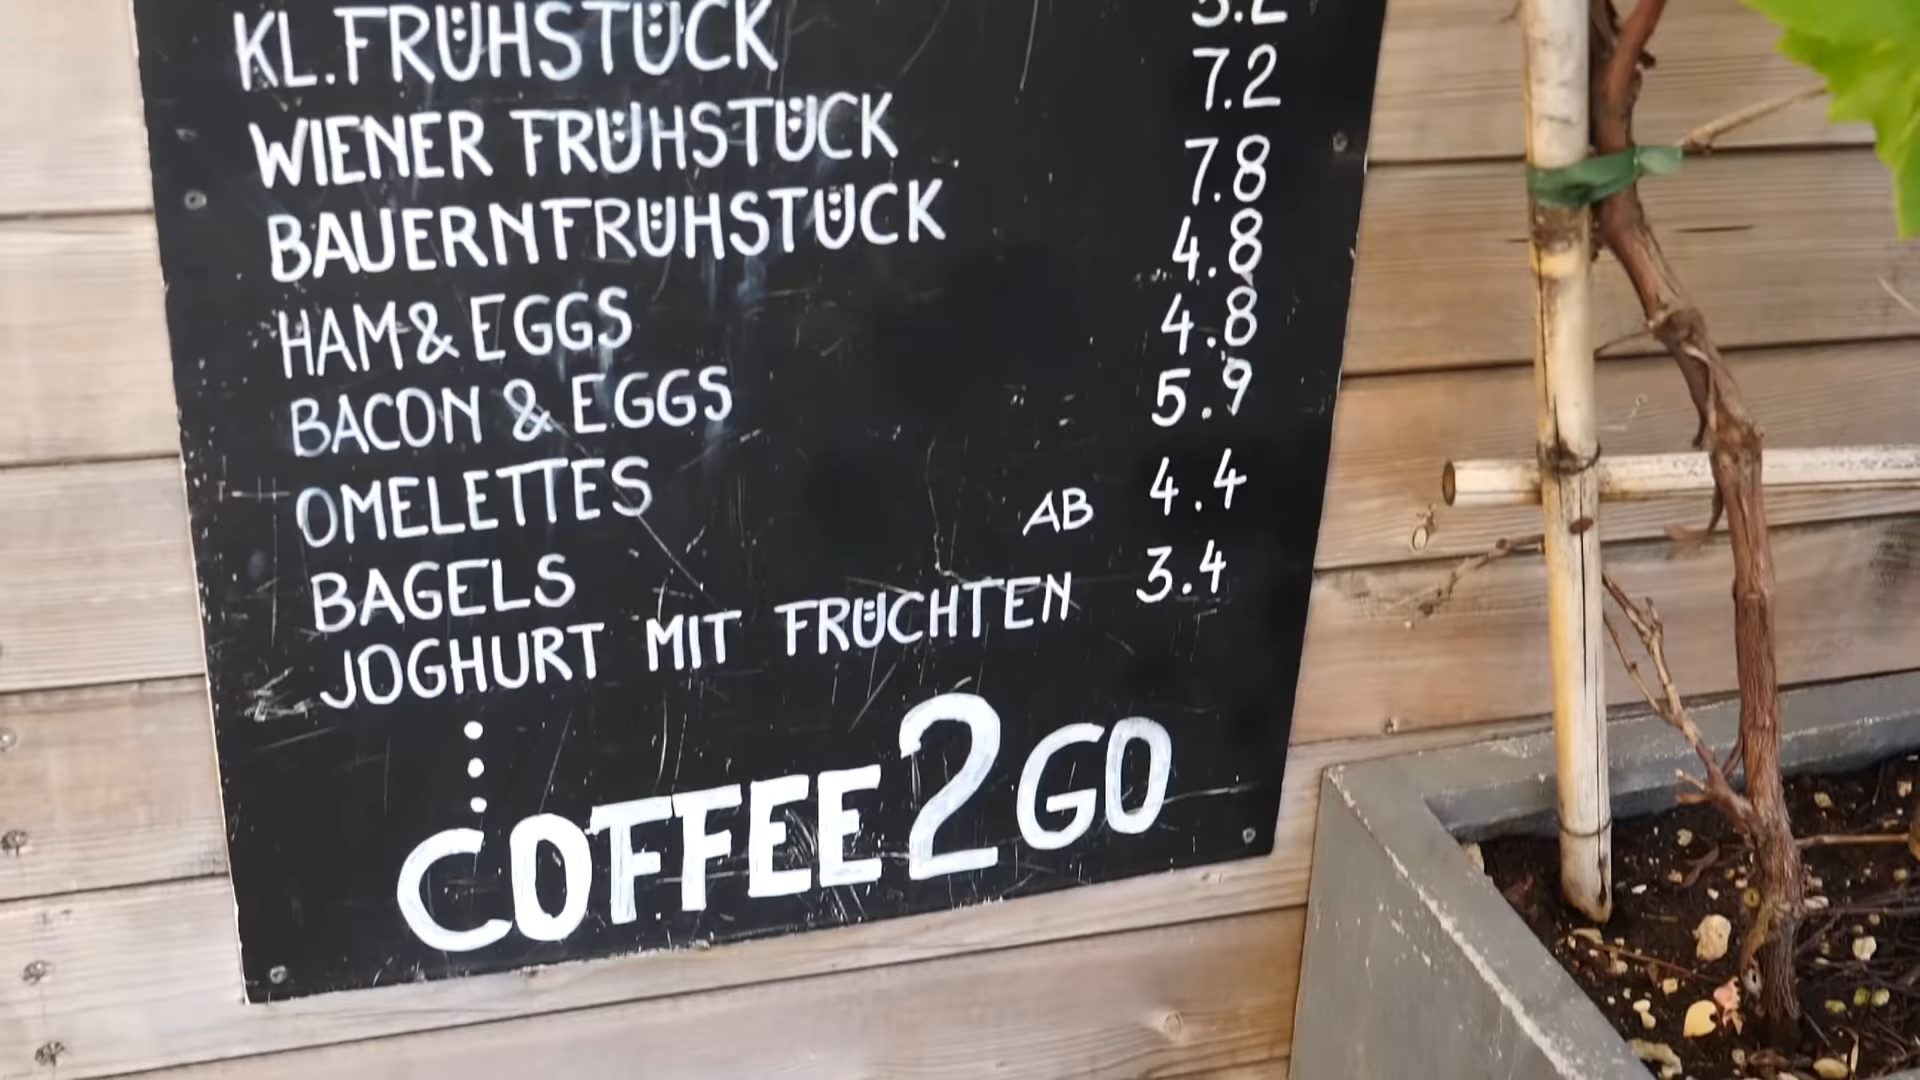 KL. FRÜHSTÜCK
WIENER FRÜHSTÜCK 7.2
BAUERNFRÜHSTÜCK 7.8
HAM & EGGS 4.8
BACON & EGGS 4.8
OMELETTES 5.9
BAGELS AB 4.4
JOGHURT MIT FRÜCHTEN 3.4
COFFEE 2 GO